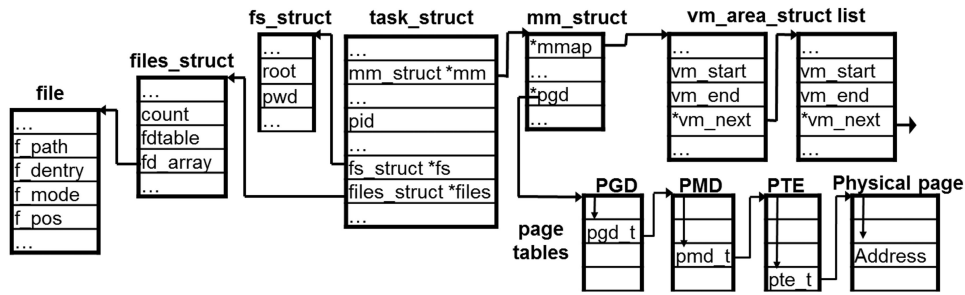 file
...
f_path
f_dentry
f_mode
f_pos
...
files_struct
...
count
fdtable
fd_array
...
fs_struct
...
root
pwd
...
task_struct
...
mm_struct *mm
...
pid
...
fs_struct *fs
files_struct *files
...
mm_struct
*mmap
...
*pgd
...
vm_area_struct list
...
vm_start
vm_end
*vm_next
...
...
vm_start
vm_end
*vm_next
...
page
tables
PGD
pgd_t
PMD
pmd_t
PTE
pte_t
Physical page
Address